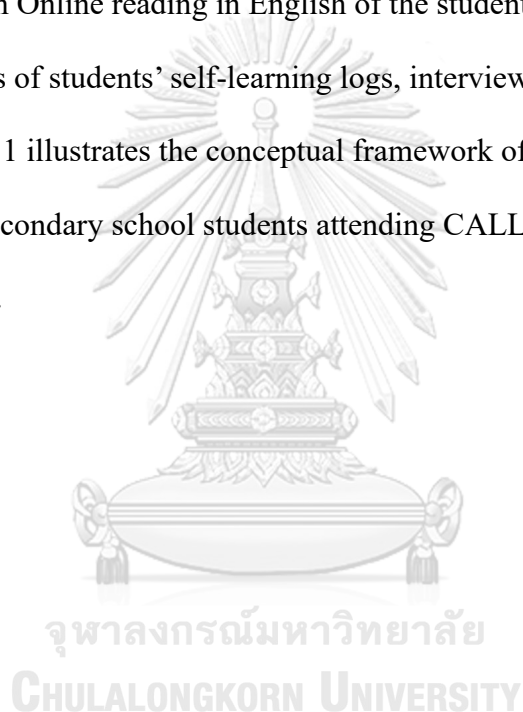 n Online reading in English of the student
s of students' self-learning logs, interview
1 illustrates the conceptual framework of
condary school students attending CALL
จุฬาลงกรณ์มหาวิทยาลัย
CHULALONGKORN UNIVERSITY